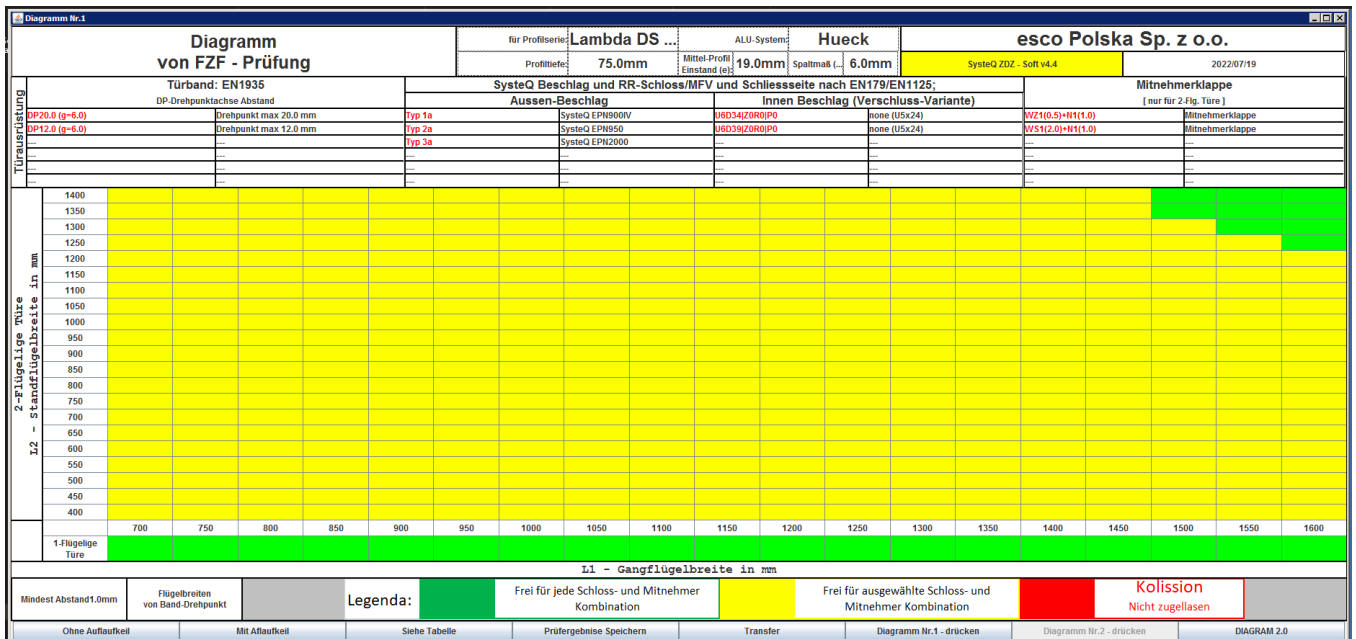 Diagramm Nr.1
Diagramm
von FZF - Prüfung
für Profilserie: Lambda DS ... ALU-System: Hueck
Profiltiefe: 75.0mm Mittel-Profil Einstand (e): 19.0mm Spaltmaß (... 6.0mm
esco Polska Sp. z o.o.
SysteQ ZDZ - Soft v4.4 2022/07/19
Türausrüstung
Türband: EN1935
DP-Drehpunktachse Abstand
SysteQ Beschlag und RR-Schloss/MFV und Schliessseite nach EN179/EN1125;
Aussen-Beschlag Innen Beschlag (Verschluss-Variante)
Mitnehmerklappe
[ nur für 2-Flg. Türe ]
DP20.0 (g=6.0) Drehpunkt max 20.0 mm Typ 1a SysteQ EPN900IV U6D34|Z0R0|P0 none (U5x24) WZ1(0.5)+N1(1.0) Mitnehmerklappe
DP12.0 (g=6.0) Drehpunkt max 12.0 mm Typ 2a SysteQ EPN950 U6D39|Z0R0|P0 none (U5x24) WS1(2.0)+N1(1.0) Mitnehmerklappe
--- --- Typ 3a SysteQ EPN2000 --- --- --- ---
--- --- --- --- --- --- --- ---
--- --- --- --- --- --- --- ---
--- --- --- --- --- --- --- ---
2-Flügelige Türe
L2 - Standflügelbreite in mm
1400
1350
1300
1250
1200
1150
1100
1050
1000
950
900
850
800
750
700
650
600
550
500
450
400
700 750 800 850 900 950 1000 1050 1100 1150 1200 1250 1300 1350 1400 1450 1500 1550 1600
1-Flügelige
Türe
L1 - Gangflügelbreite in mm
Mindest Abstand1.0mm
Flügelbreiten
von Band-Drehpunkt
Legenda:
Frei für jede Schloss- und Mitnehmer
Kombination
Frei für ausgewählte Schloss- und
Mitnehmer Kombination
Kolission
Nicht zugellasen
Ohne Auflaufkeil Mit Aflaufkeil Siehe Tabelle Prüfergebnise Speichern Transfer Diagramm Nr.1 - drücken Diagramm Nr.2 - drücken DIAGRAM 2.0